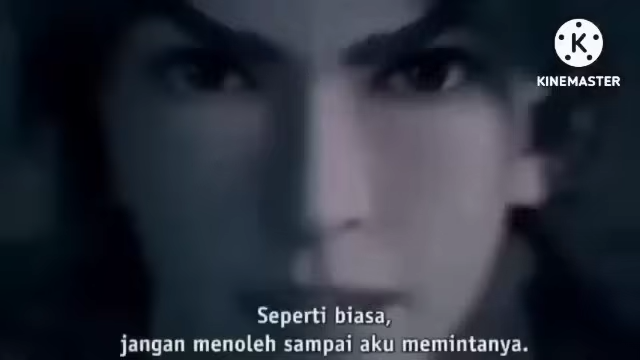 K
KINEMASTER
Seperti biasa,
jangan menoleh sampai aku memintanya.